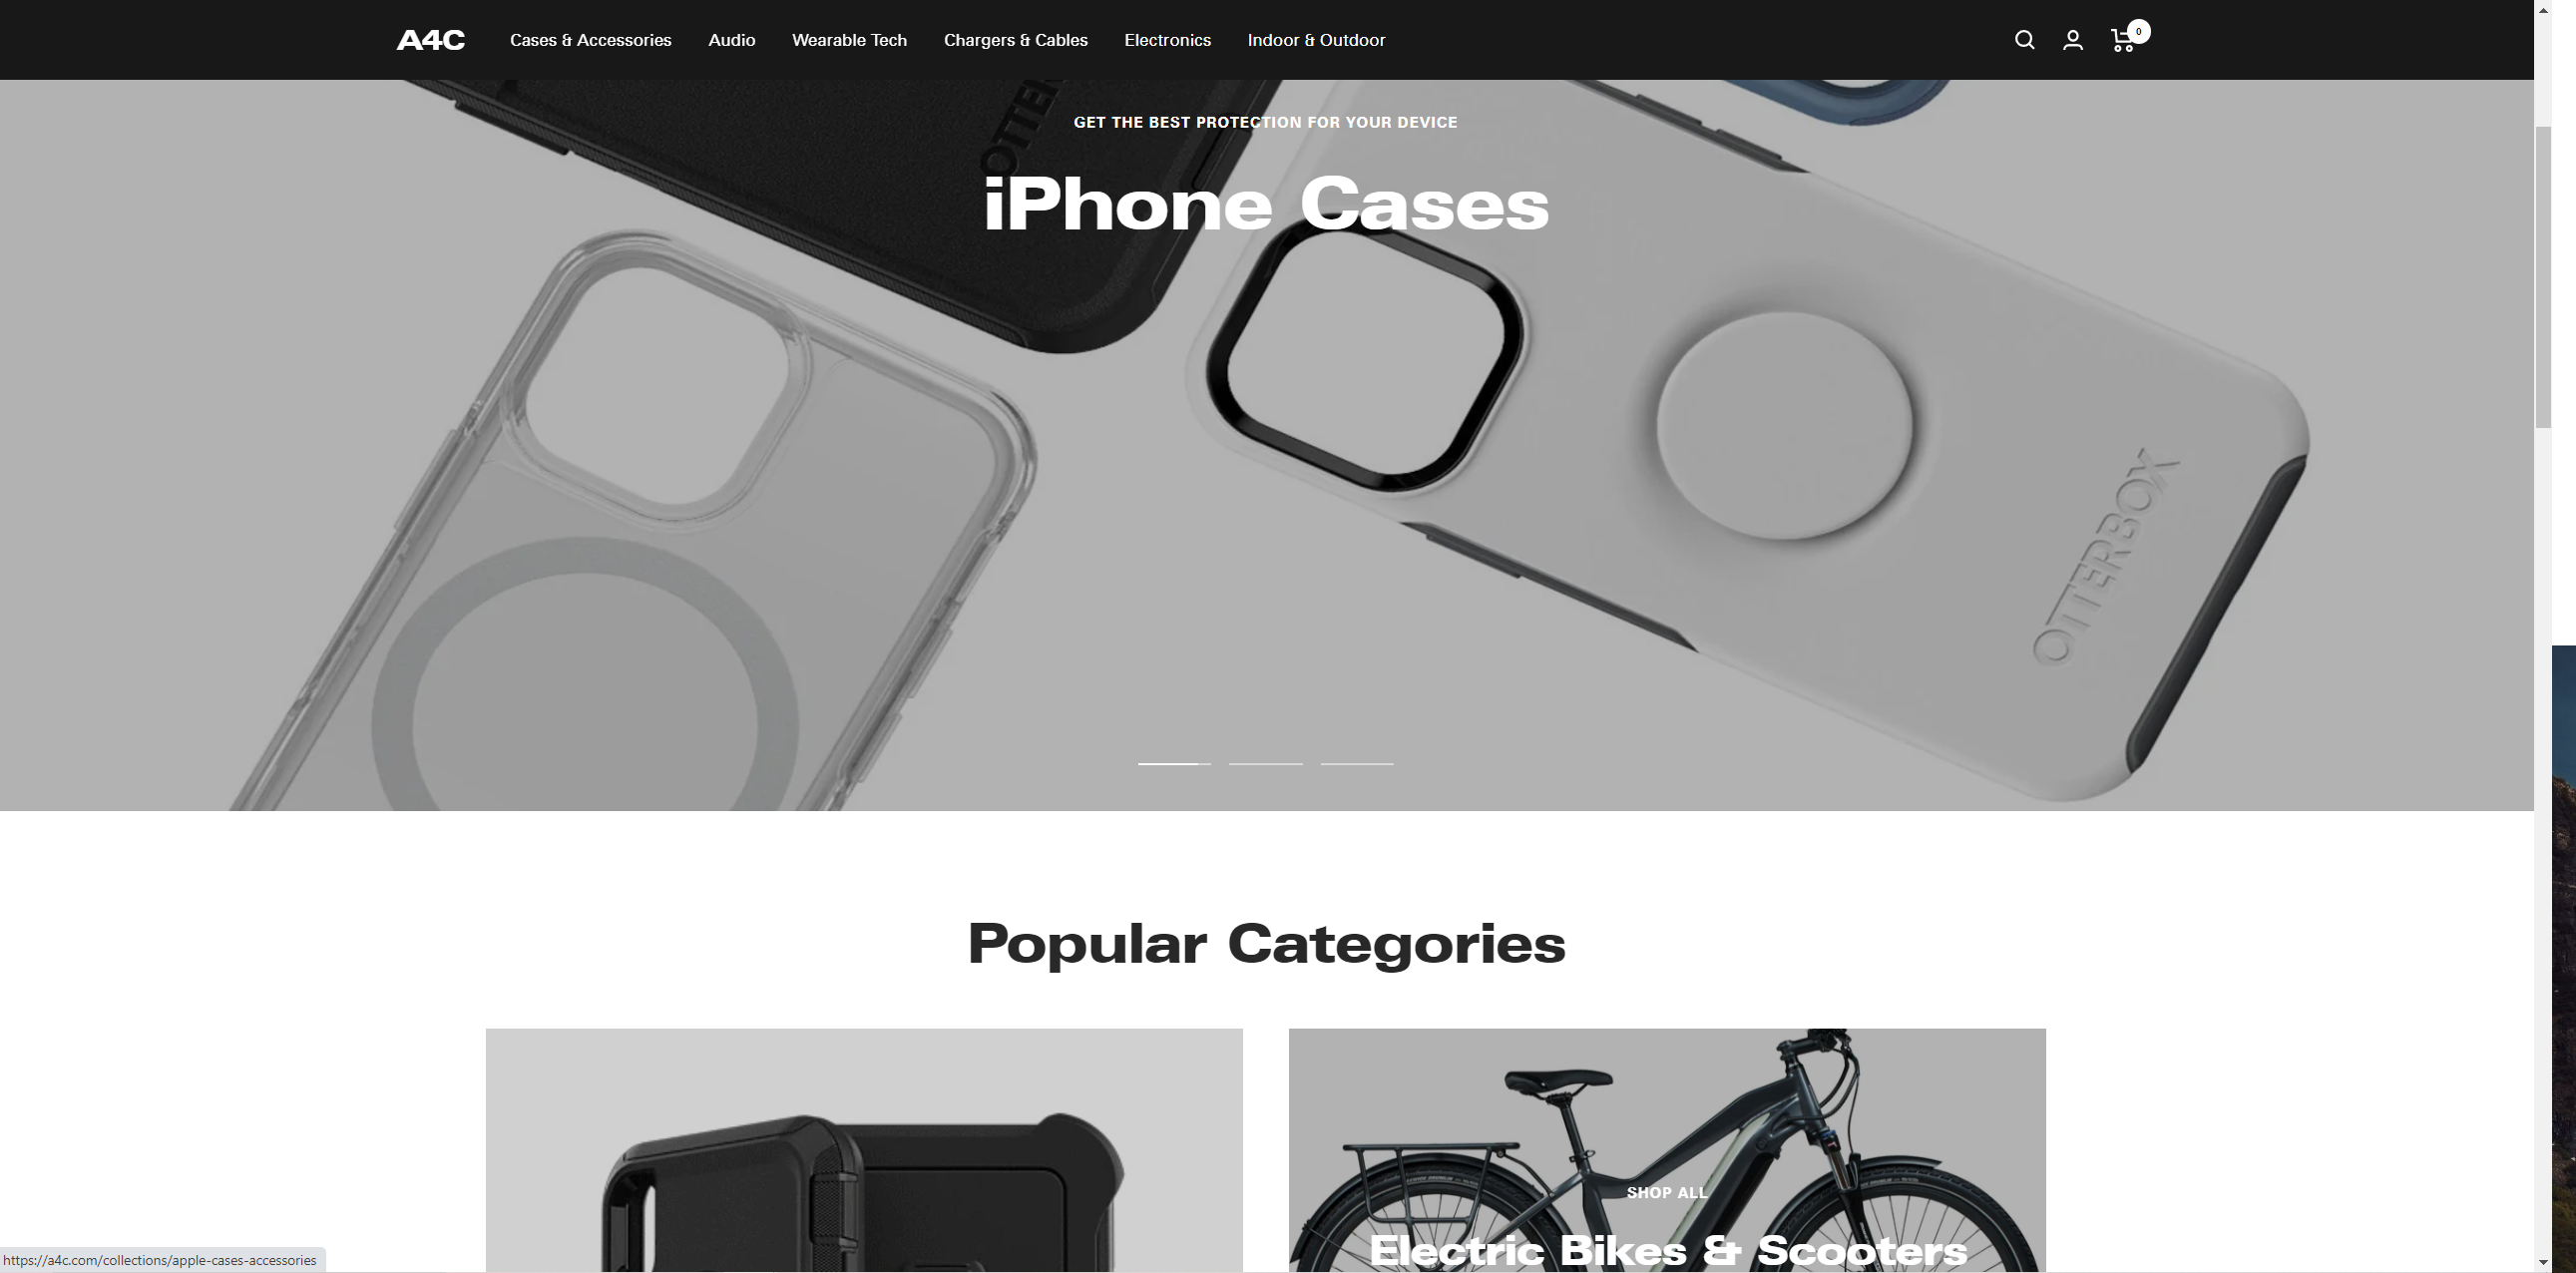 A4C
Cases & Accessories
Audio
Wearable Tech
Chargers & Cables
Electronics
Indoor & Outdoor
0
OTTER
GET THE BEST PROTECTION FOR YOUR DEVICE
iPhone Cases
OTTERBOX
Popular Categories
SHOP ALL
Electric Bikes & Scooters
https://a4c.com/collections/apple-cases-accessories